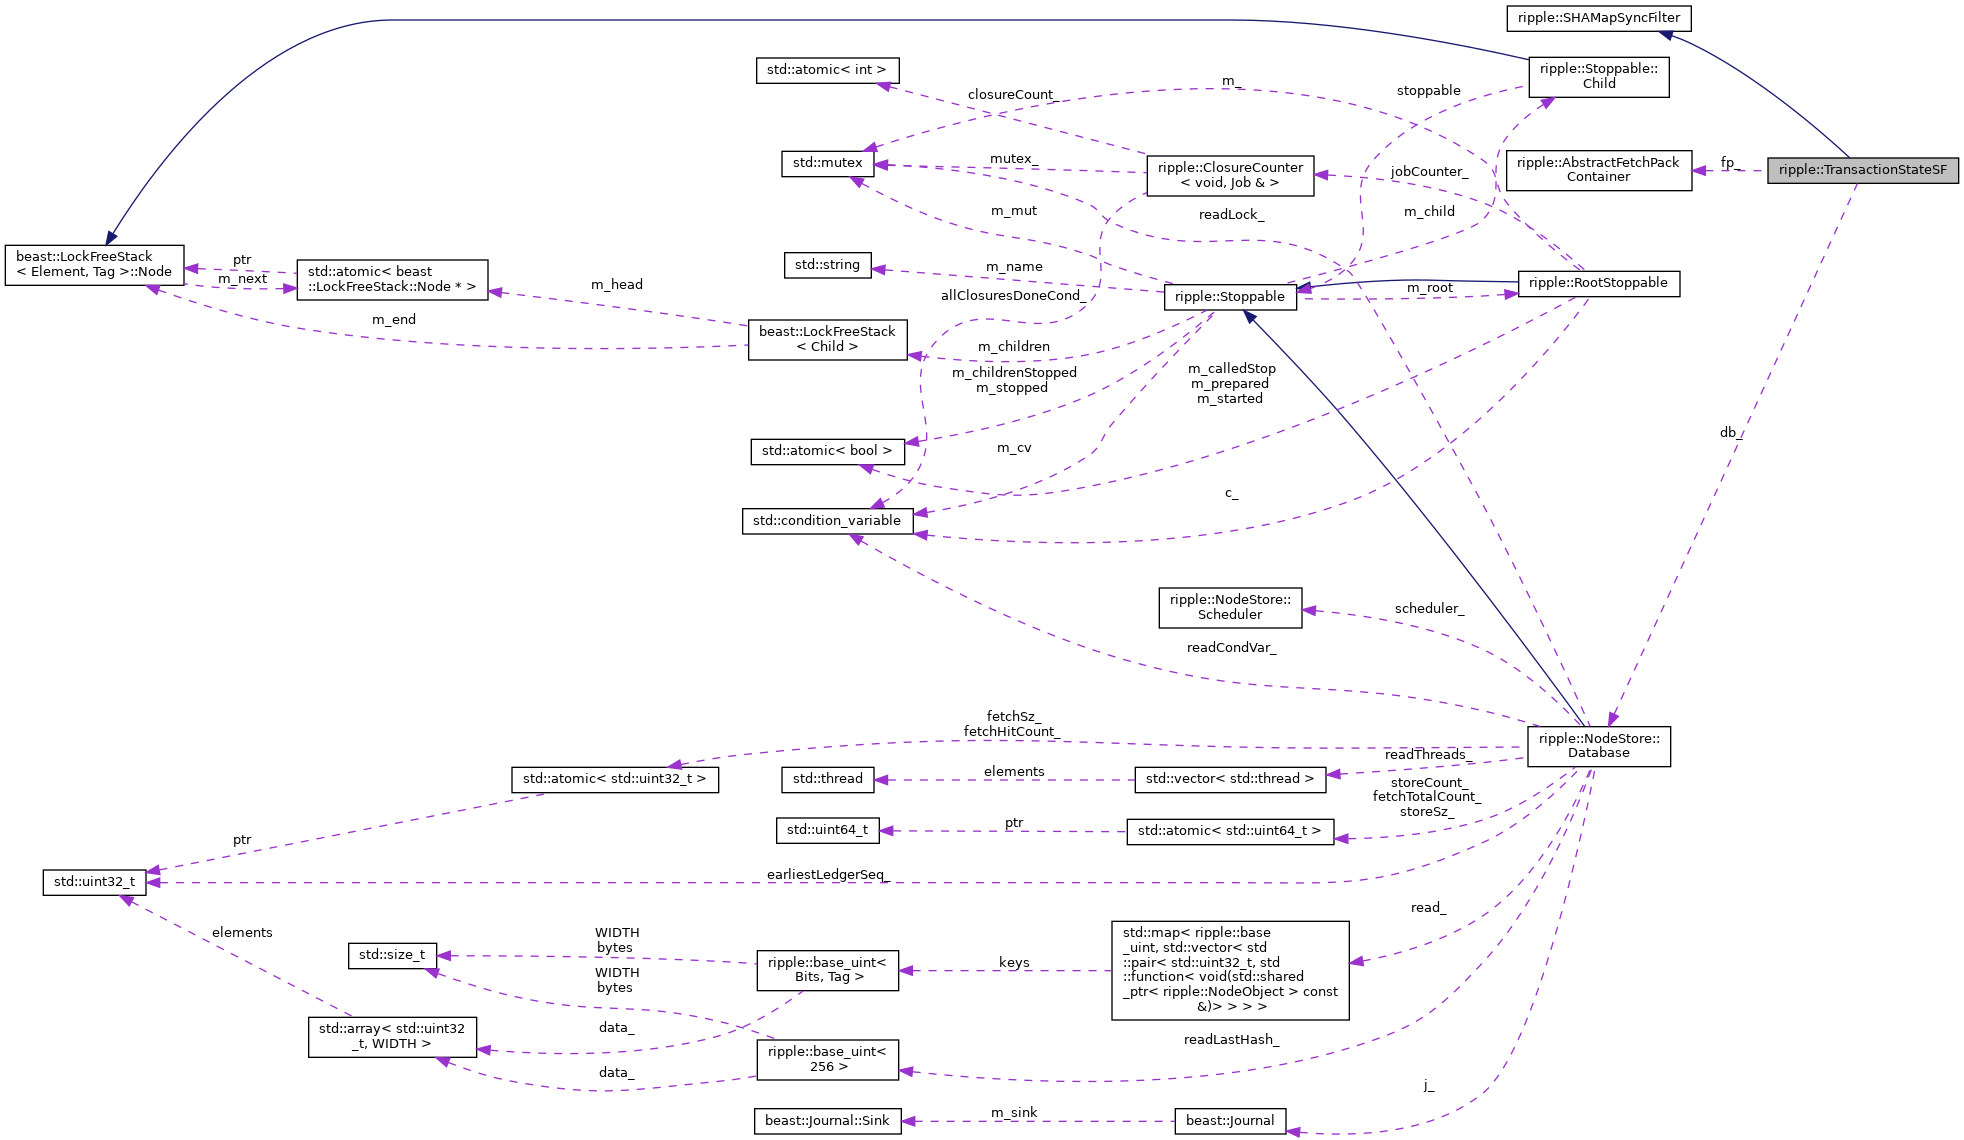 ripple::SHAMapSyncFilter
std::atomic< int >
ripple::Stoppable::
Child
m_
stoppable
closureCount_
std::mutex
mutex_
ripple::ClosureCounter
< void, Job & >
jobCounter_
ripple::AbstractFetchPack
Container
fp_
ripple::TransactionStateSF
m_mut
readLock_
m_child
beast::LockFreeStack
< Element, Tag >::Node
ptr
m_next
std::atomic< beast
::LockFreeStack::Node * >
m_head
std::string
m_name
allClosuresDoneCond_
ripple::Stoppable
m_root
ripple::RootStoppable
m_end
beast::LockFreeStack
< Child >
m_children
m_childrenStopped
m_stopped
m_calledStop
m_prepared
m_started
db_
std::atomic< bool >
m_cv
c_
std::condition_variable
ripple::NodeStore::
Scheduler
scheduler_
readCondVar_
fetchSz_
fetchHitCount_
ripple::NodeStore::
Database
readThreads_
std::atomic< std::uint32_t >
std::thread
elements
std::vector< std::thread >
storeCount_
fetchTotalCount_
storeSz_
std::uint64_t
ptr
std::atomic< std::uint64_t >
ptr
std::uint32_t
earliestLedgerSeq_
read_
elements
std::size_t
WIDTH
bytes
WIDTH
bytes
ripple::base_uint<
Bits, Tag >
keys
std::map< ripple::base
_uint, std::vector< std
::pair< std::uint32_t, std
::function< void(std::shared
_ptr< ripple::NodeObject > const
&)> > > >
std::array< std::uint32
_t, WIDTH >
data_
data_
ripple::base_uint<
256 >
readLastHash_
j_
beast::Journal::Sink
m_sink
beast::Journal